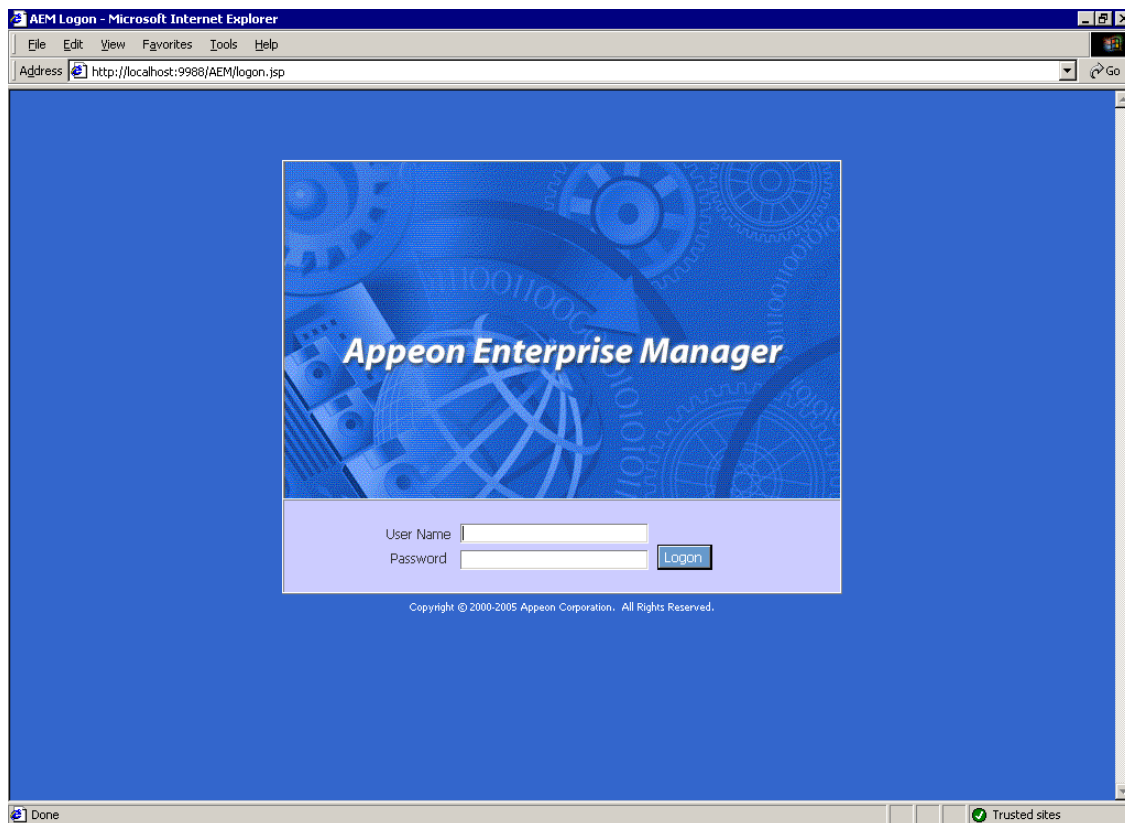 AEM Logon - Microsoft Internet Explorer
File Edit View Favorites Tools Help
Address http://localhost:9988/AEM/logon.jsp Go
Appeon Enterprise Manager
User Name
Password Logon
Copyright © 2000-2005 Appeon Corporation. All Rights Reserved.
Done Trusted sites